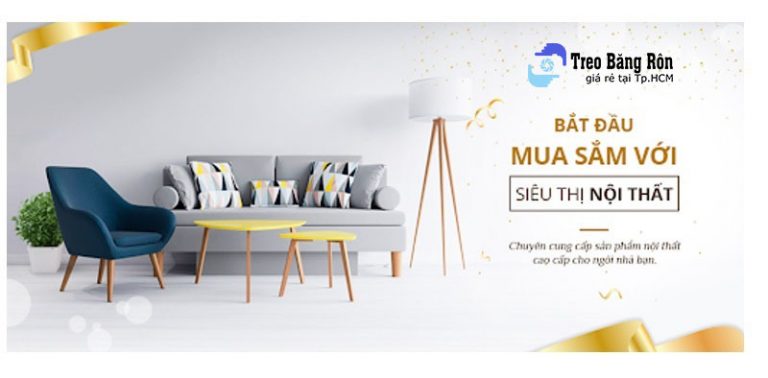 Treo Băng Rôn
giá rẻ tại Tp.HCM
BẮT ĐẦU
MUA SẮM VỚI
SIÊU THỊ NỘI THẤT
Chuyên cung cấp sản phẩm nội thất
cao cấp cho ngôi nhà bạn.